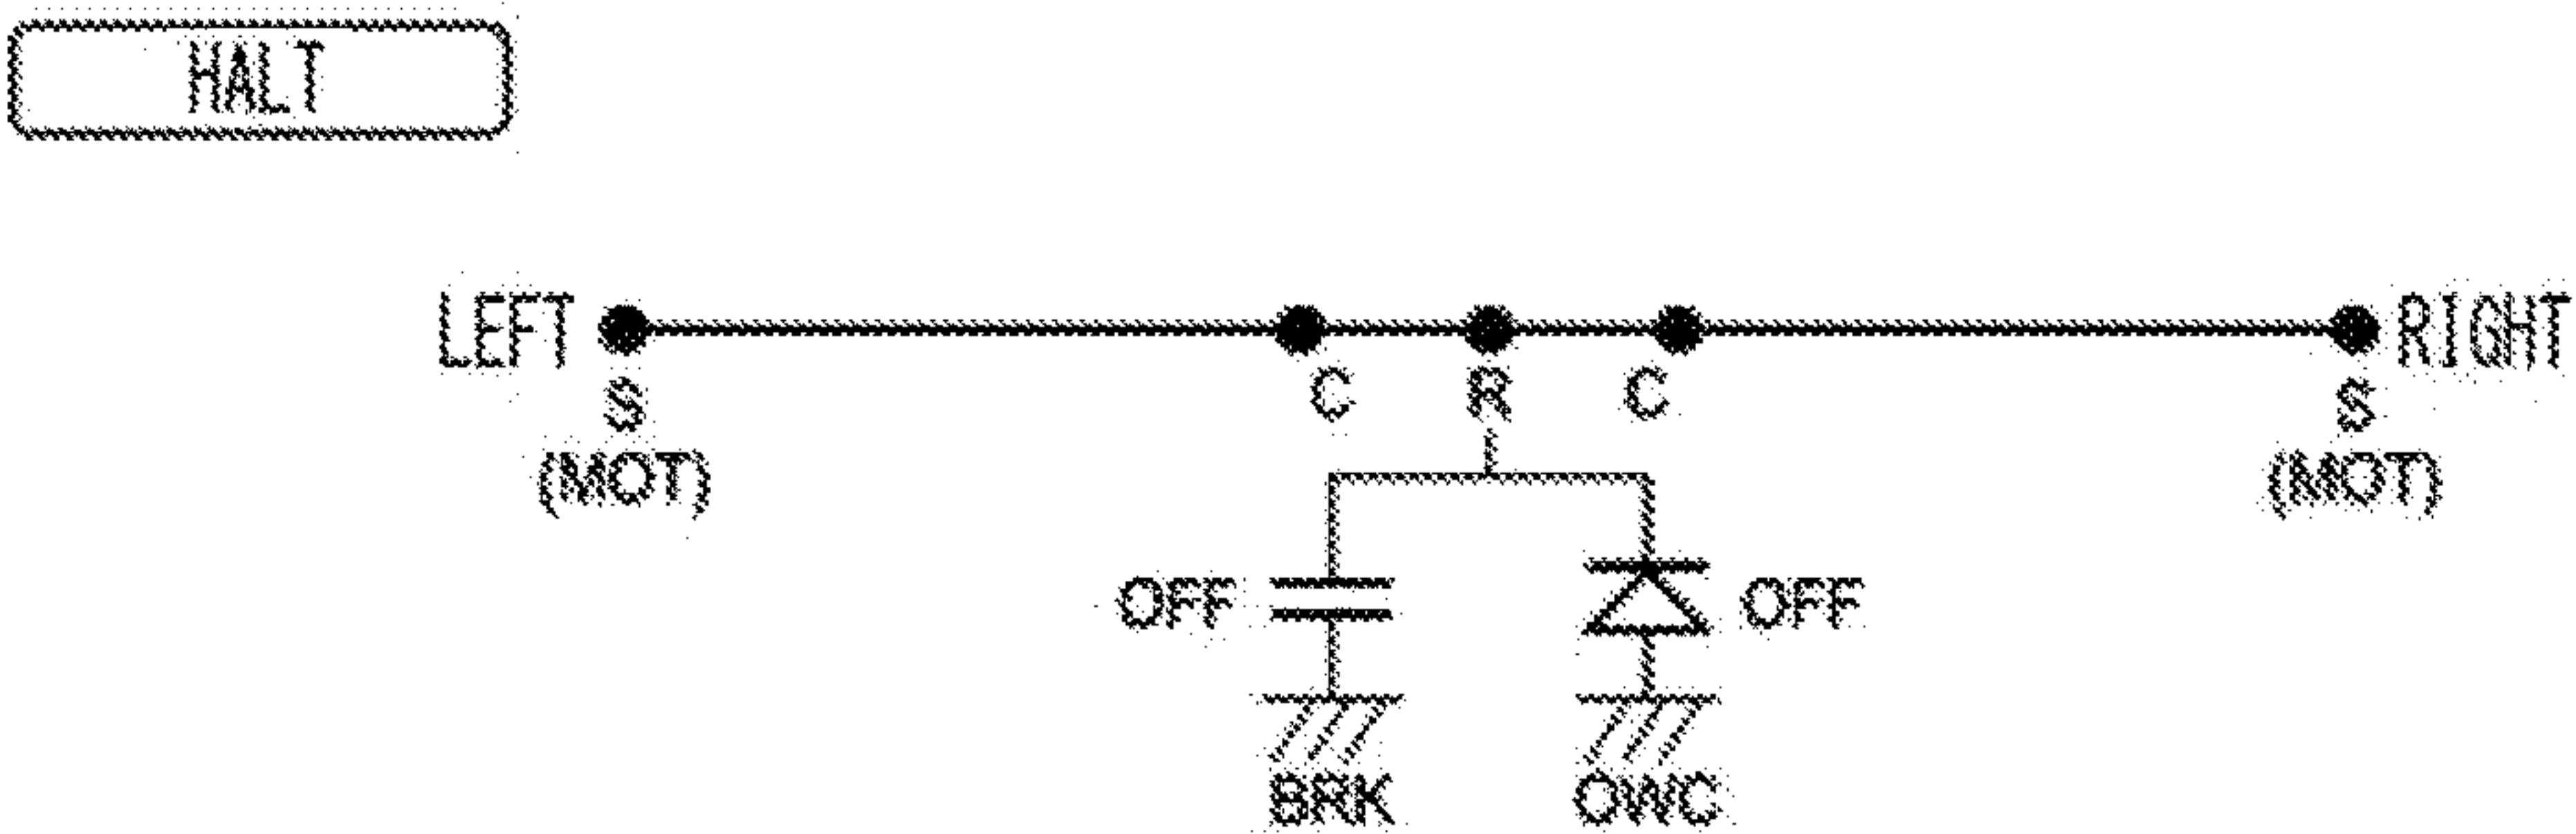 HALT
LEFT
RIGHT
C R C
S S
(MOT) (MOT)
OFF OFF
BRK OWC